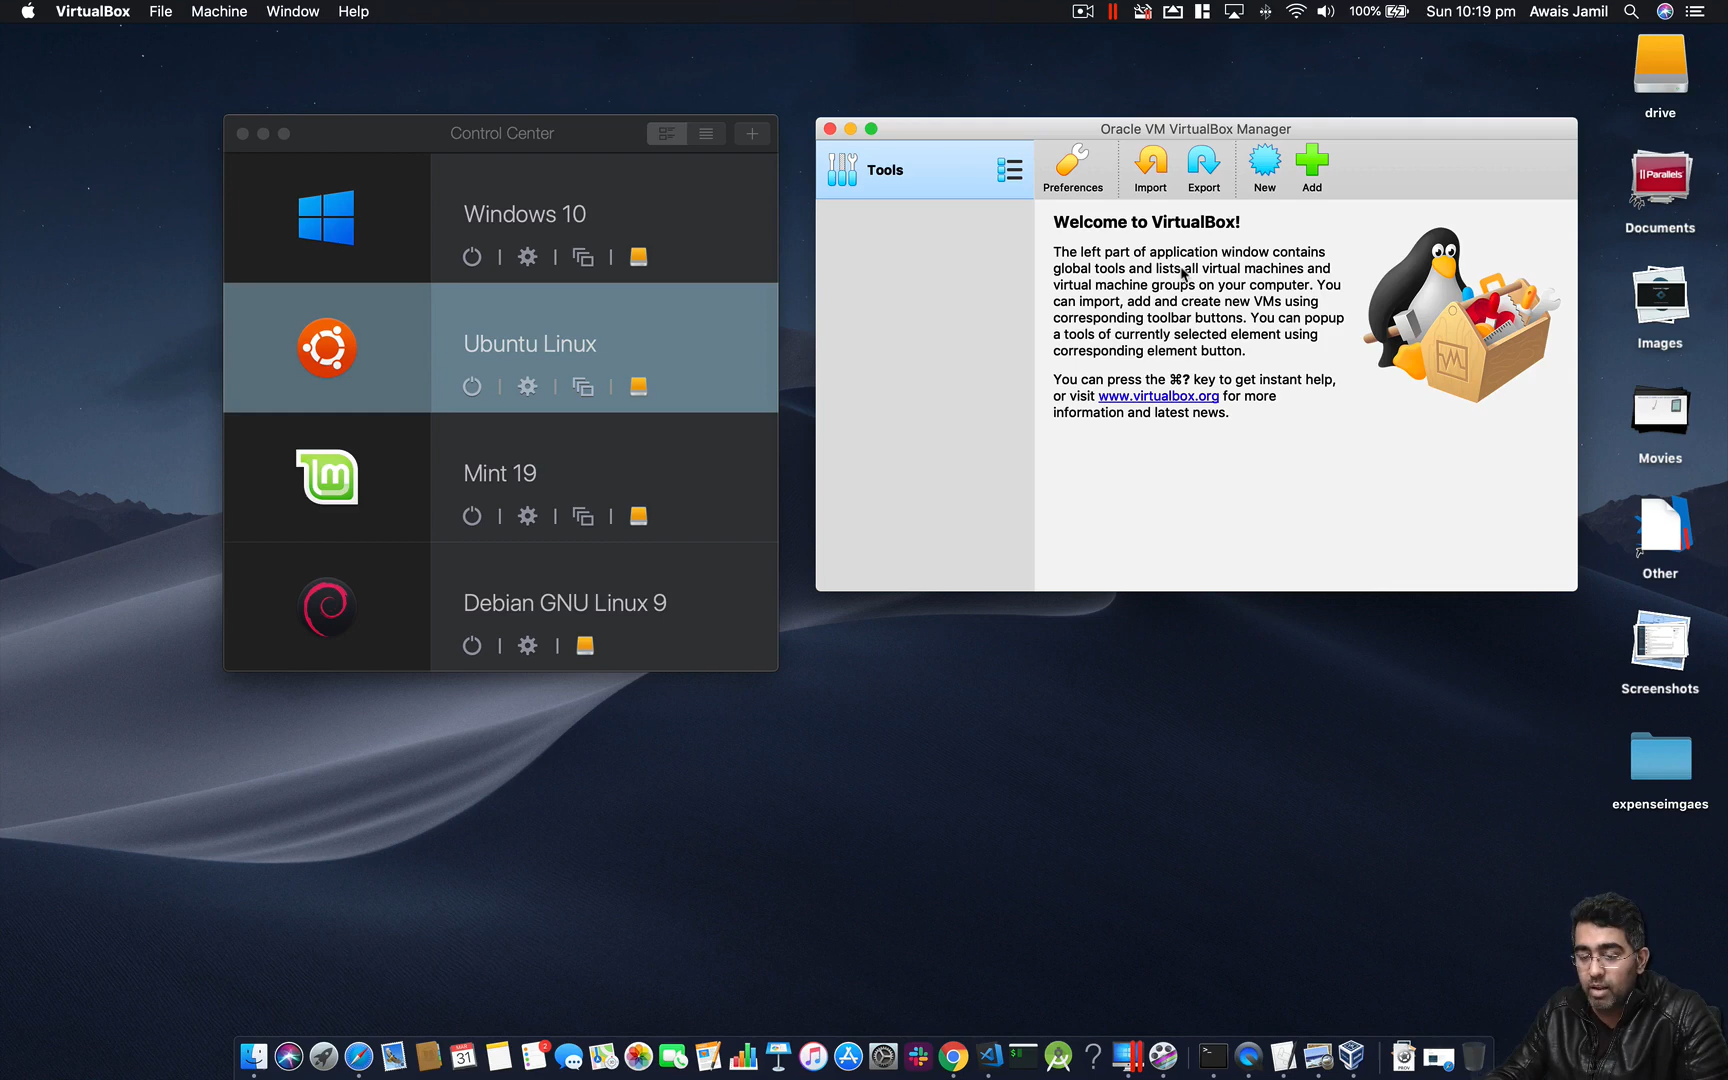 VirtualBox File Machine Window Help
100% Sun 10:19 pm Awais Jamil
Control Center
Windows 10
Ubuntu Linux
Mint 19
Debian GNU Linux 9
Oracle VM VirtualBox Manager
Tools
Preferences Import Export New Add
Welcome to VirtualBox!
The left part of application window contains
global tools and lists all virtual machines and
virtual machine groups on your computer. You
can import, add and create new VMs using
corresponding toolbar buttons. You can popup
a tools of currently selected element using
corresponding element button.
You can press the ⌘? key to get instant help,
or visit www.virtualbox.org for more
information and latest news.
drive
Parallels
Documents
Images
Movies
Other
Screenshots
expenseimgaes
31
2